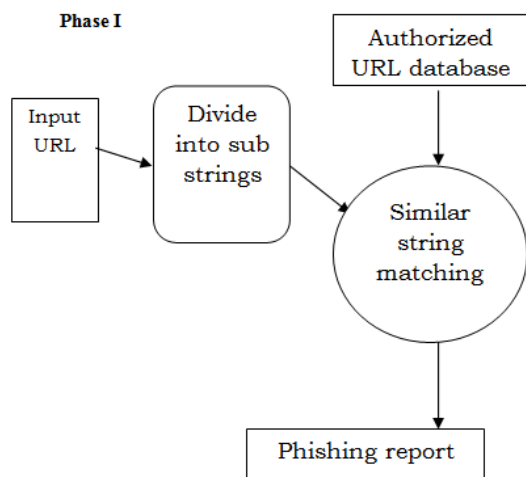 Phase I
Authorized
URL database
Input
URL
Divide
into sub
strings
Similar
string
matching
Phishing report